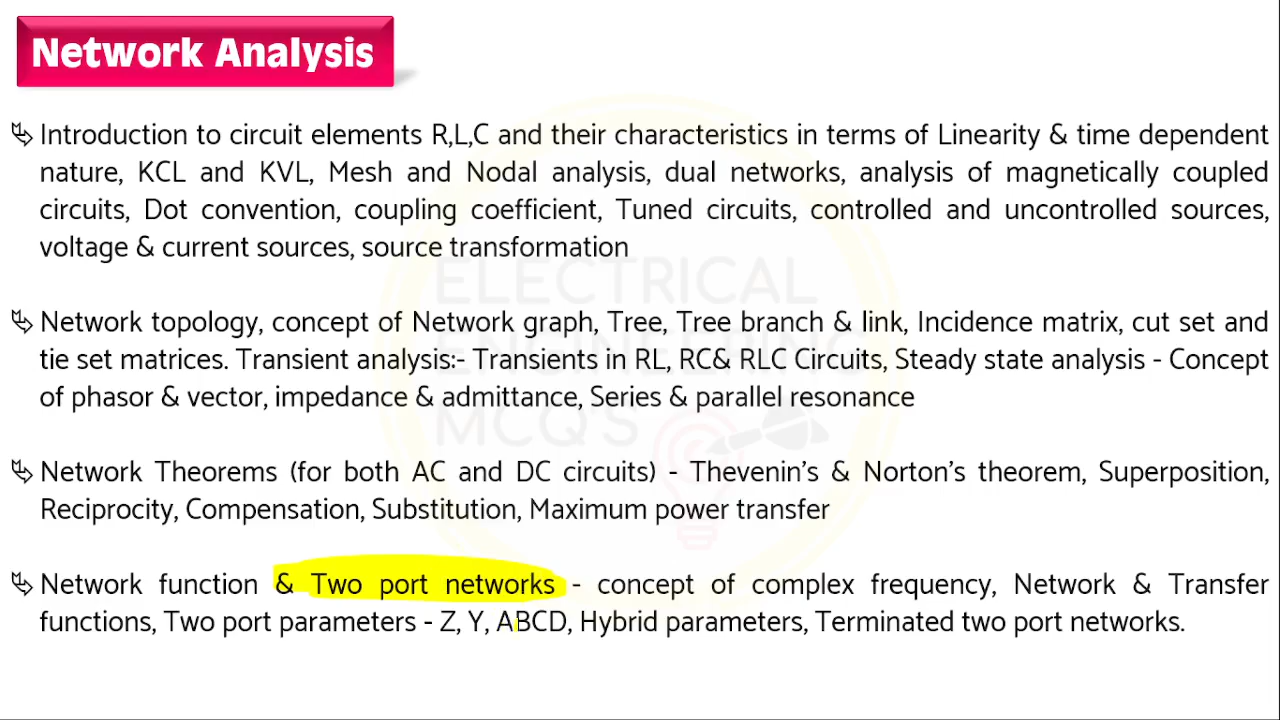 Network Analysis
Introduction to circuit elements R,L,C and their characteristics in terms of Linearity & time dependent
nature, KCL and KVL, Mesh and Nodal analysis, dual networks, analysis of magnetically coupled
circuits, Dot convention, coupling coefficient, Tuned circuits, controlled and uncontrolled sources,
voltage & current sources, source transformation
Network topology, concept of Network graph, Tree, Tree branch & link, Incidence matrix, cut set and
tie set matrices. Transient analysis:- Transients in RL, RC& RLC Circuits, Steady state analysis - Concept
of phasor & vector, impedance & admittance, Series & parallel resonance
Network Theorems (for both AC and DC circuits) - Thevenin's & Norton's theorem, Superposition,
Reciprocity, Compensation, Substitution, Maximum power transfer
Network function & Two port networks - concept of complex frequency, Network & Transfer
functions, Two port parameters - Z, Y, ABCD, Hybrid parameters, Terminated two port networks.
ELECTRICAL
ENGINEERING
MCQ'S